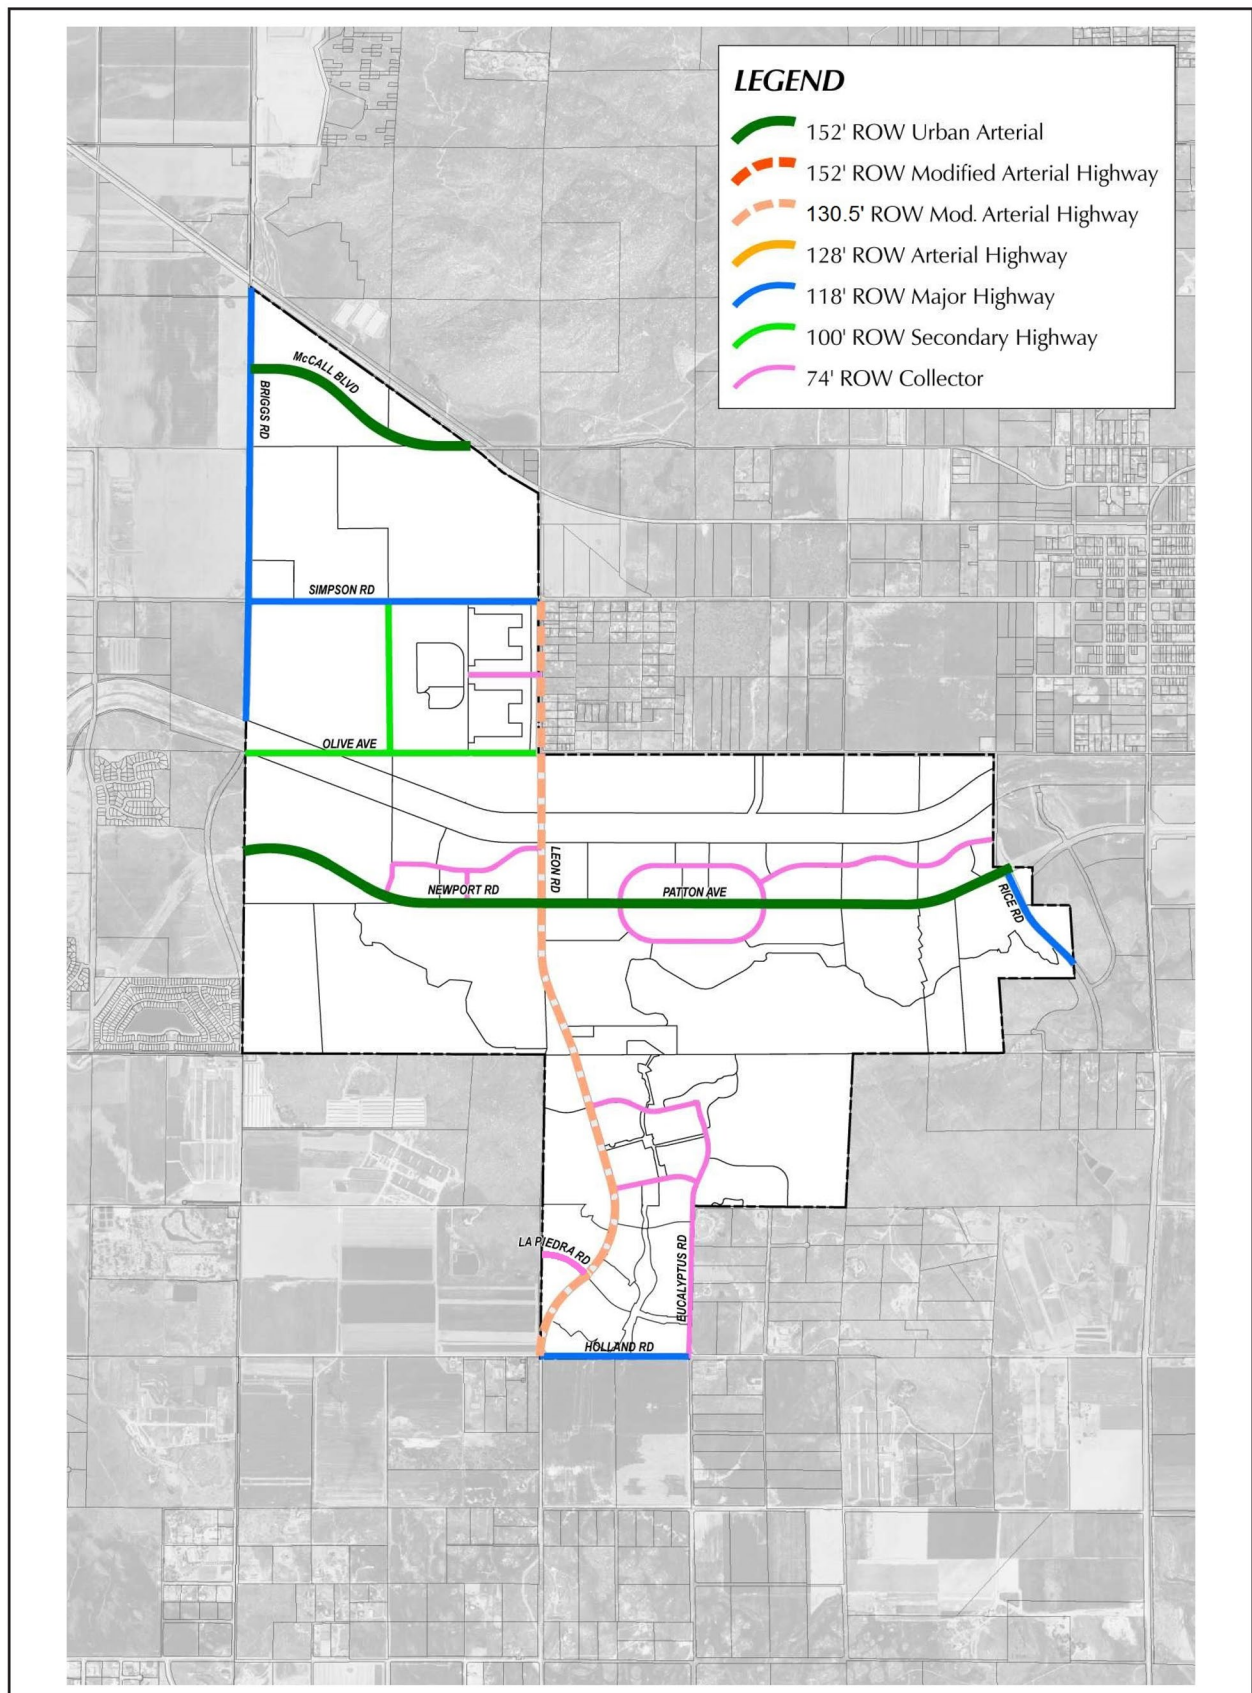 LEGEND
152' ROW Urban Arterial
152' ROW Modified Arterial Highway
130.5' ROW Mod. Arterial Highway
128' ROW Arterial Highway
118' ROW Major Highway
100' ROW Secondary Highway
74' ROW Collector
McCALL BLVD
BRIGGS RD
SIMPSON RD
OLIVE AVE
LEON RD
NEWPORT RD
PATTON AVE
RICE RD
LA PIEDRA RD
EUCALYPTUS RD
HOLLAND RD